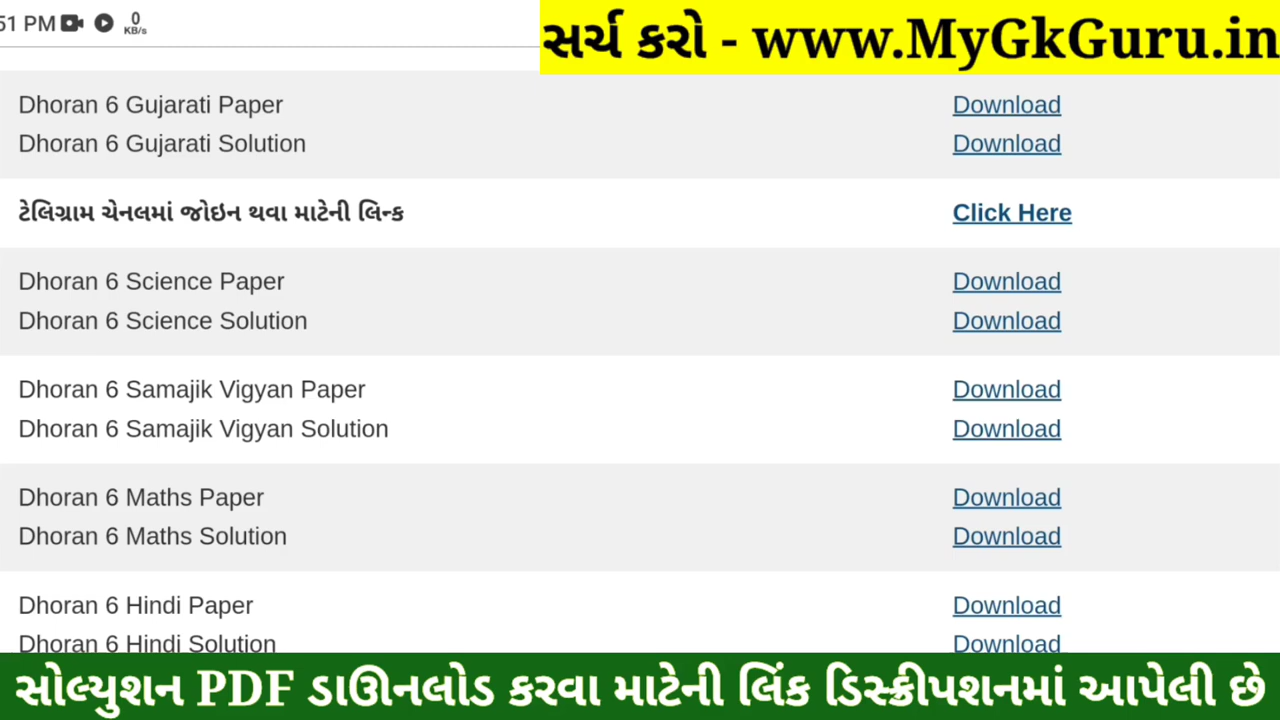 51 PM 0 KB/s
સર્ચ કરો - www.MyGkGuru.in
Dhoran 6 Gujarati Paper Download
Dhoran 6 Gujarati Solution Download
ટેલિગ્રામ ચેનલમાં જોઇન થવા માટેની લિન્ક Click Here
Dhoran 6 Science Paper Download
Dhoran 6 Science Solution Download
Dhoran 6 Samajik Vigyan Paper Download
Dhoran 6 Samajik Vigyan Solution Download
Dhoran 6 Maths Paper Download
Dhoran 6 Maths Solution Download
Dhoran 6 Hindi Paper Download
Dhoran 6 Hindi Solution Download
સોલ્યુશન PDF ડાઊનલોડ કરવા માટેની લિંક ડિસ્ક્રીપશનમાં આપેલી છે